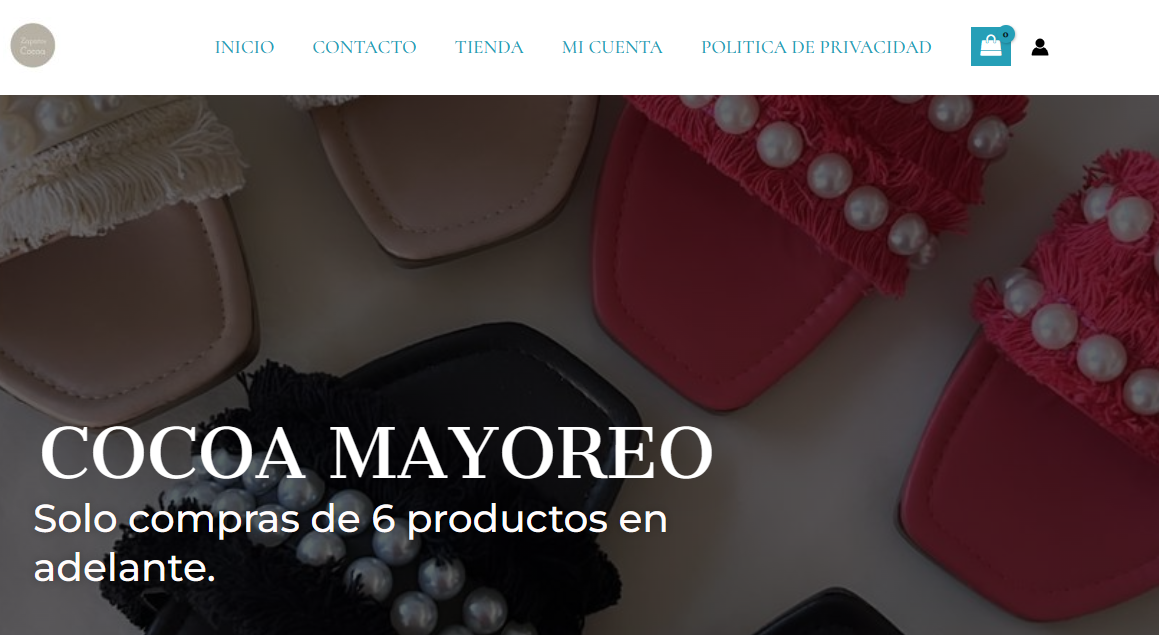 Zapatos
Cocoa
INICIO CONTACTO TIENDA MI CUENTA POLITICA DE PRIVACIDAD 0
COCOA MAYOREO
Solo compras de 6 productos en
adelante.